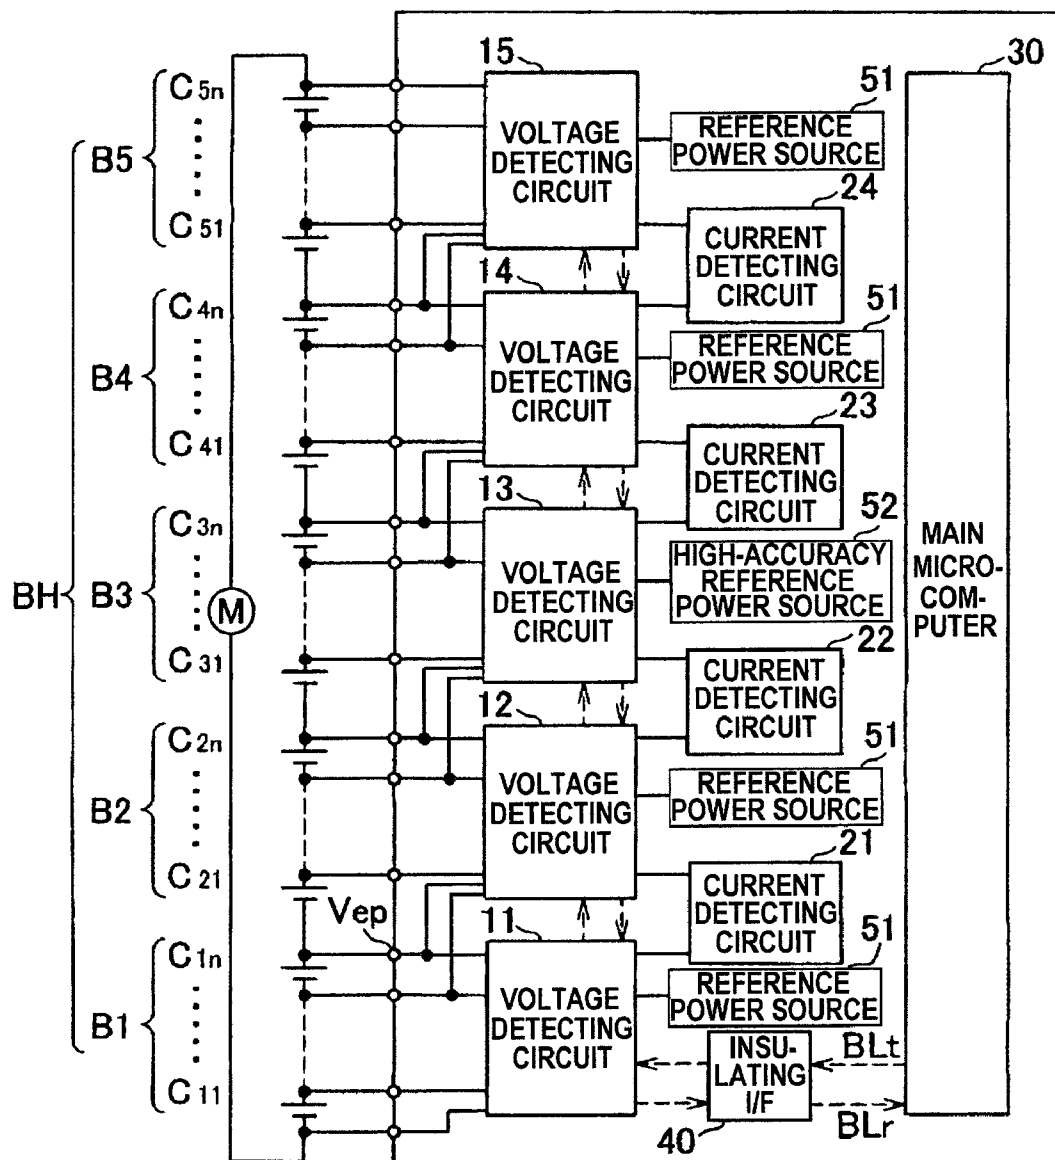 15
30
C5n
VOLTAGE
DETECTING
CIRCUIT
51
REFERENCE
POWER SOURCE
B5
24
C51
CURRENT
DETECTING
CIRCUIT
14
C4n
VOLTAGE
DETECTING
CIRCUIT
51
REFERENCE
POWER SOURCE
B4
23
C41
CURRENT
DETECTING
CIRCUIT
13
C3n
VOLTAGE
DETECTING
CIRCUIT
52
HIGH-ACCURACY
REFERENCE
POWER SOURCE
MAIN
MICRO-
COM-
PUTER
BH
B3
M
22
C31
CURRENT
DETECTING
CIRCUIT
12
C2n
VOLTAGE
DETECTING
CIRCUIT
51
REFERENCE
POWER SOURCE
B2
21
C21
CURRENT
DETECTING
CIRCUIT
Vep
11
C1n
VOLTAGE
DETECTING
CIRCUIT
51
REFERENCE
POWER SOURCE
B1
INSU-
LATING
I/F
BLt
C11
40
BLr